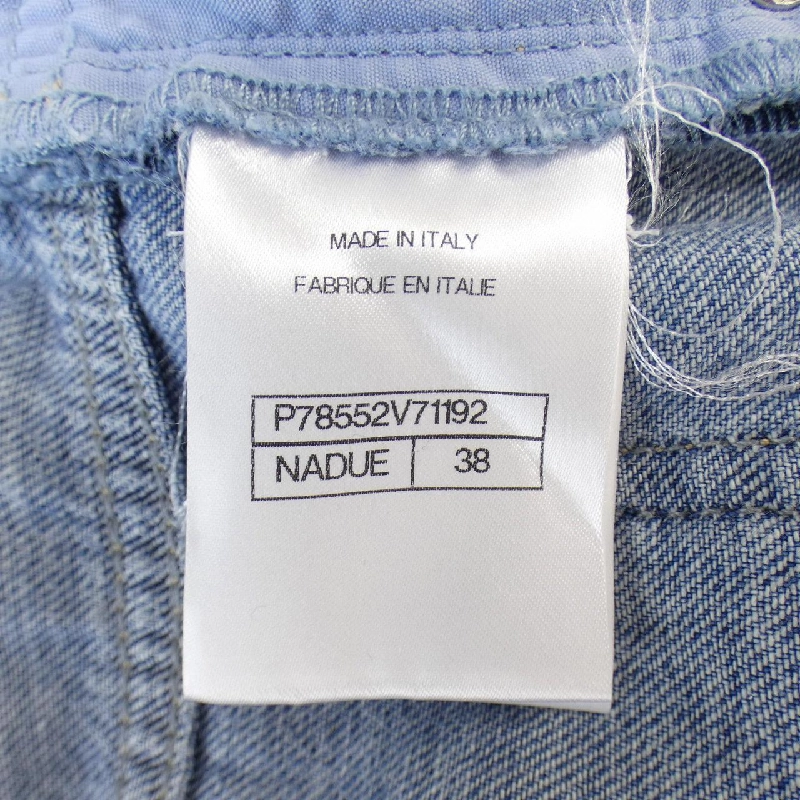 MADE IN ITALY
FABRIQUE EN ITALIE
P78552V71192
NADUE 38